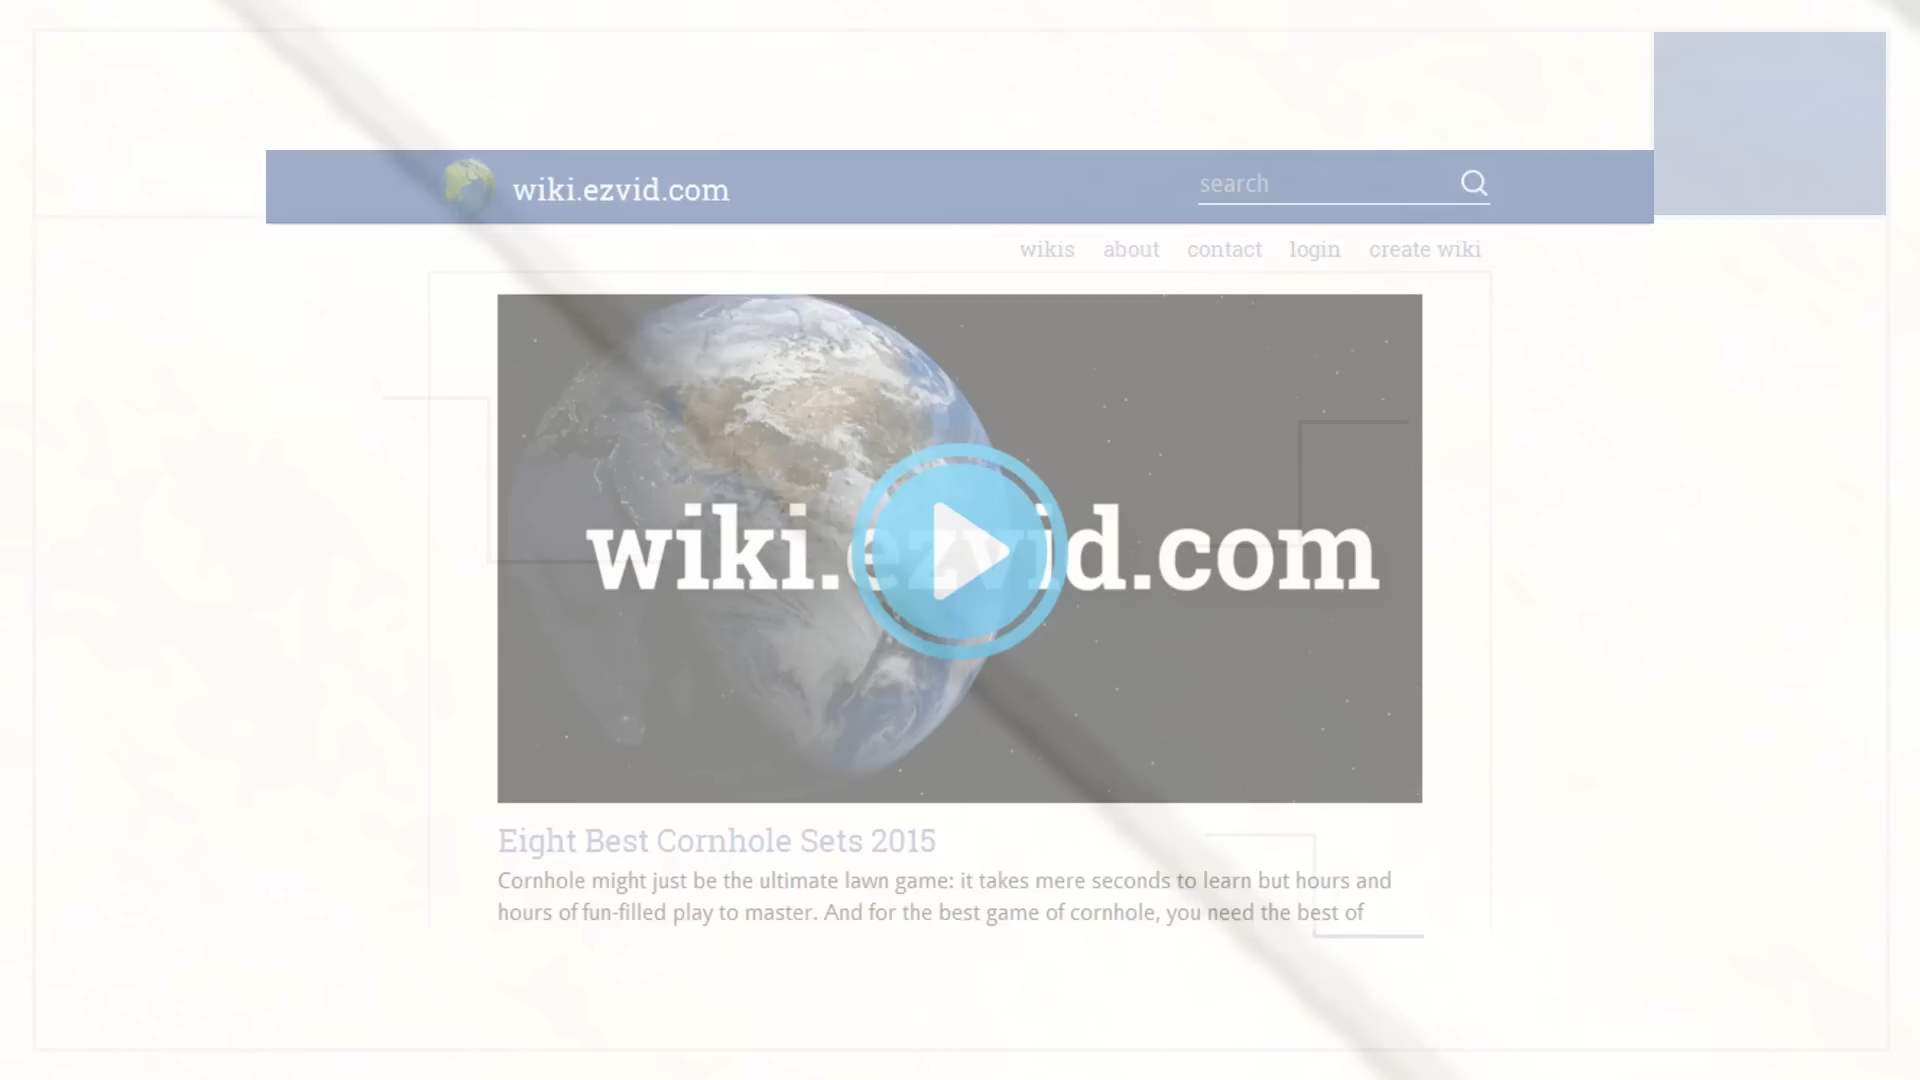 wiki.ezvid.com
search
wikis about contact login create wiki
wiki.ezvid.com
Eight Best Cornhole Sets 2015
Cornhole might just be the ultimate lawn game: it takes mere seconds to learn but hours and
hours of fun-filled play to master. And for the best game of cornhole, you need the best of